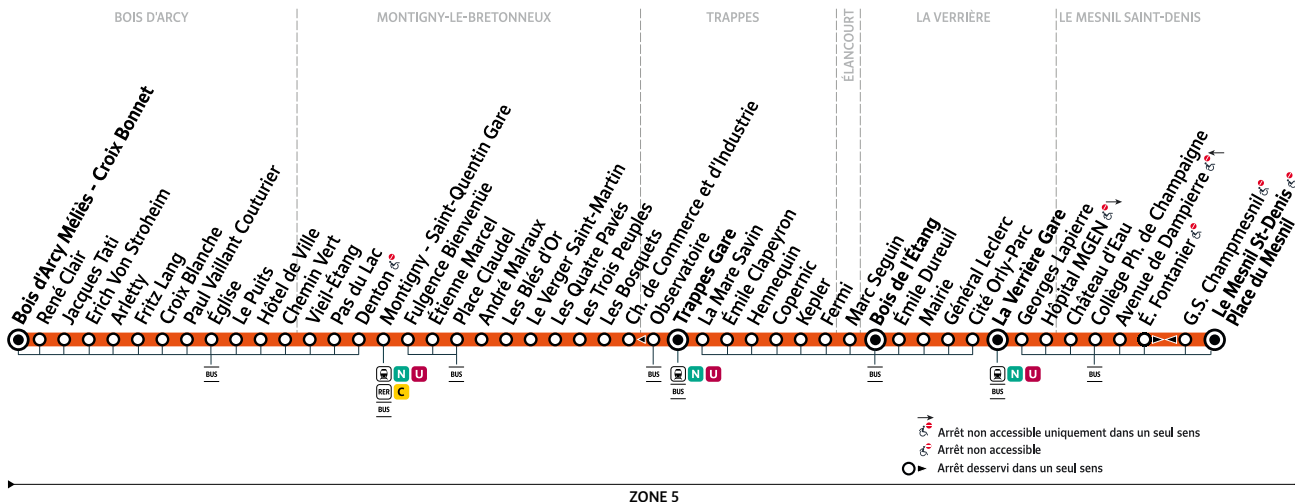 BOIS D'ARCY
MONTIGNY-LE-BRETONNEUX
TRAPPES
ÉLANCOURT
LA VERRIÈRE
LE MESNIL SAINT-DENIS
Bois d'Arcy Méliès - Croix Bonnet
René Clair
Jacques Tati
Erich Von Stroheim
Arletty
Fritz Lang
Croix Blanche
Paul Vaillant Couturier
Église
Le Puits
Hôtel de Ville
Chemin Vert
Vieil-Étang
Pas du Lac
Denton
Montigny - Saint-Quentin Gare
Fulgence Bienvenüe
Étienne Marcel
Place Claudel
André Malraux
Les Blés d'Or
Le Verger Saint-Martin
Les Quatre Pavés
Les Trois Peuples
Les Bosquets
Ch. de Commerce et d'Industrie
Observatoire
Trappes Gare
La Mare Savin
Émile Clapeyron
Hennequin
Copernic
Kepler
Fermi
Marc Seguin
Bois de l'Étang
Emile Dureuil
Mairie
Général Leclerc
Cité Orly-Parc
La Verrière Gare
Georges Lapierre
Hôpital MGEN
Château d'Eau
Collège Ph. de Champaigne
Avenue de Dampierre
E. Fontanier
G.S. Champmesnil
Le Mesnil St-Denis
Place du Mesnil
BUS
N U
RER C
BUS
BUS
BUS
N U
BUS
BUS
N U
BUS
BUS
Arrêt non accessible uniquement dans un seul sens
Arrêt non accessible
Arrêt desservi dans un seul sens
ZONE 5